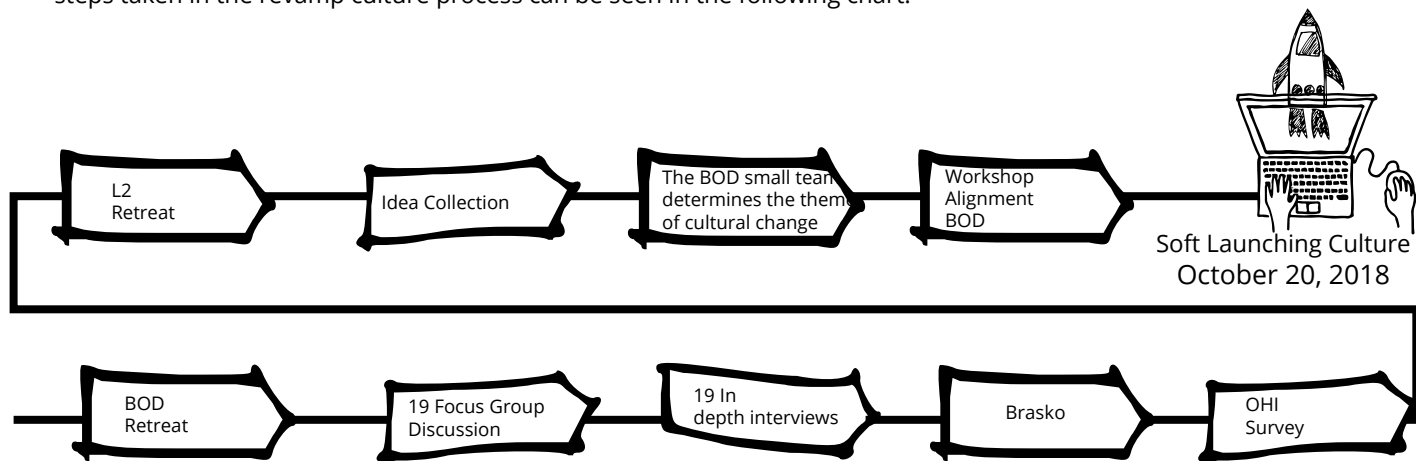 steps taken in the revamp culture process can be seen in the following chart.
L2
Retreat
Idea Collection
The BOD small team
determines the theme
of cultural change
Workshop
Alignment
BOD
Soft Launching Culture
October 20, 2018
BOD
Retreat
19 Focus Group
Discussion
19 In
depth interviews
Brasko
OHI
Survey